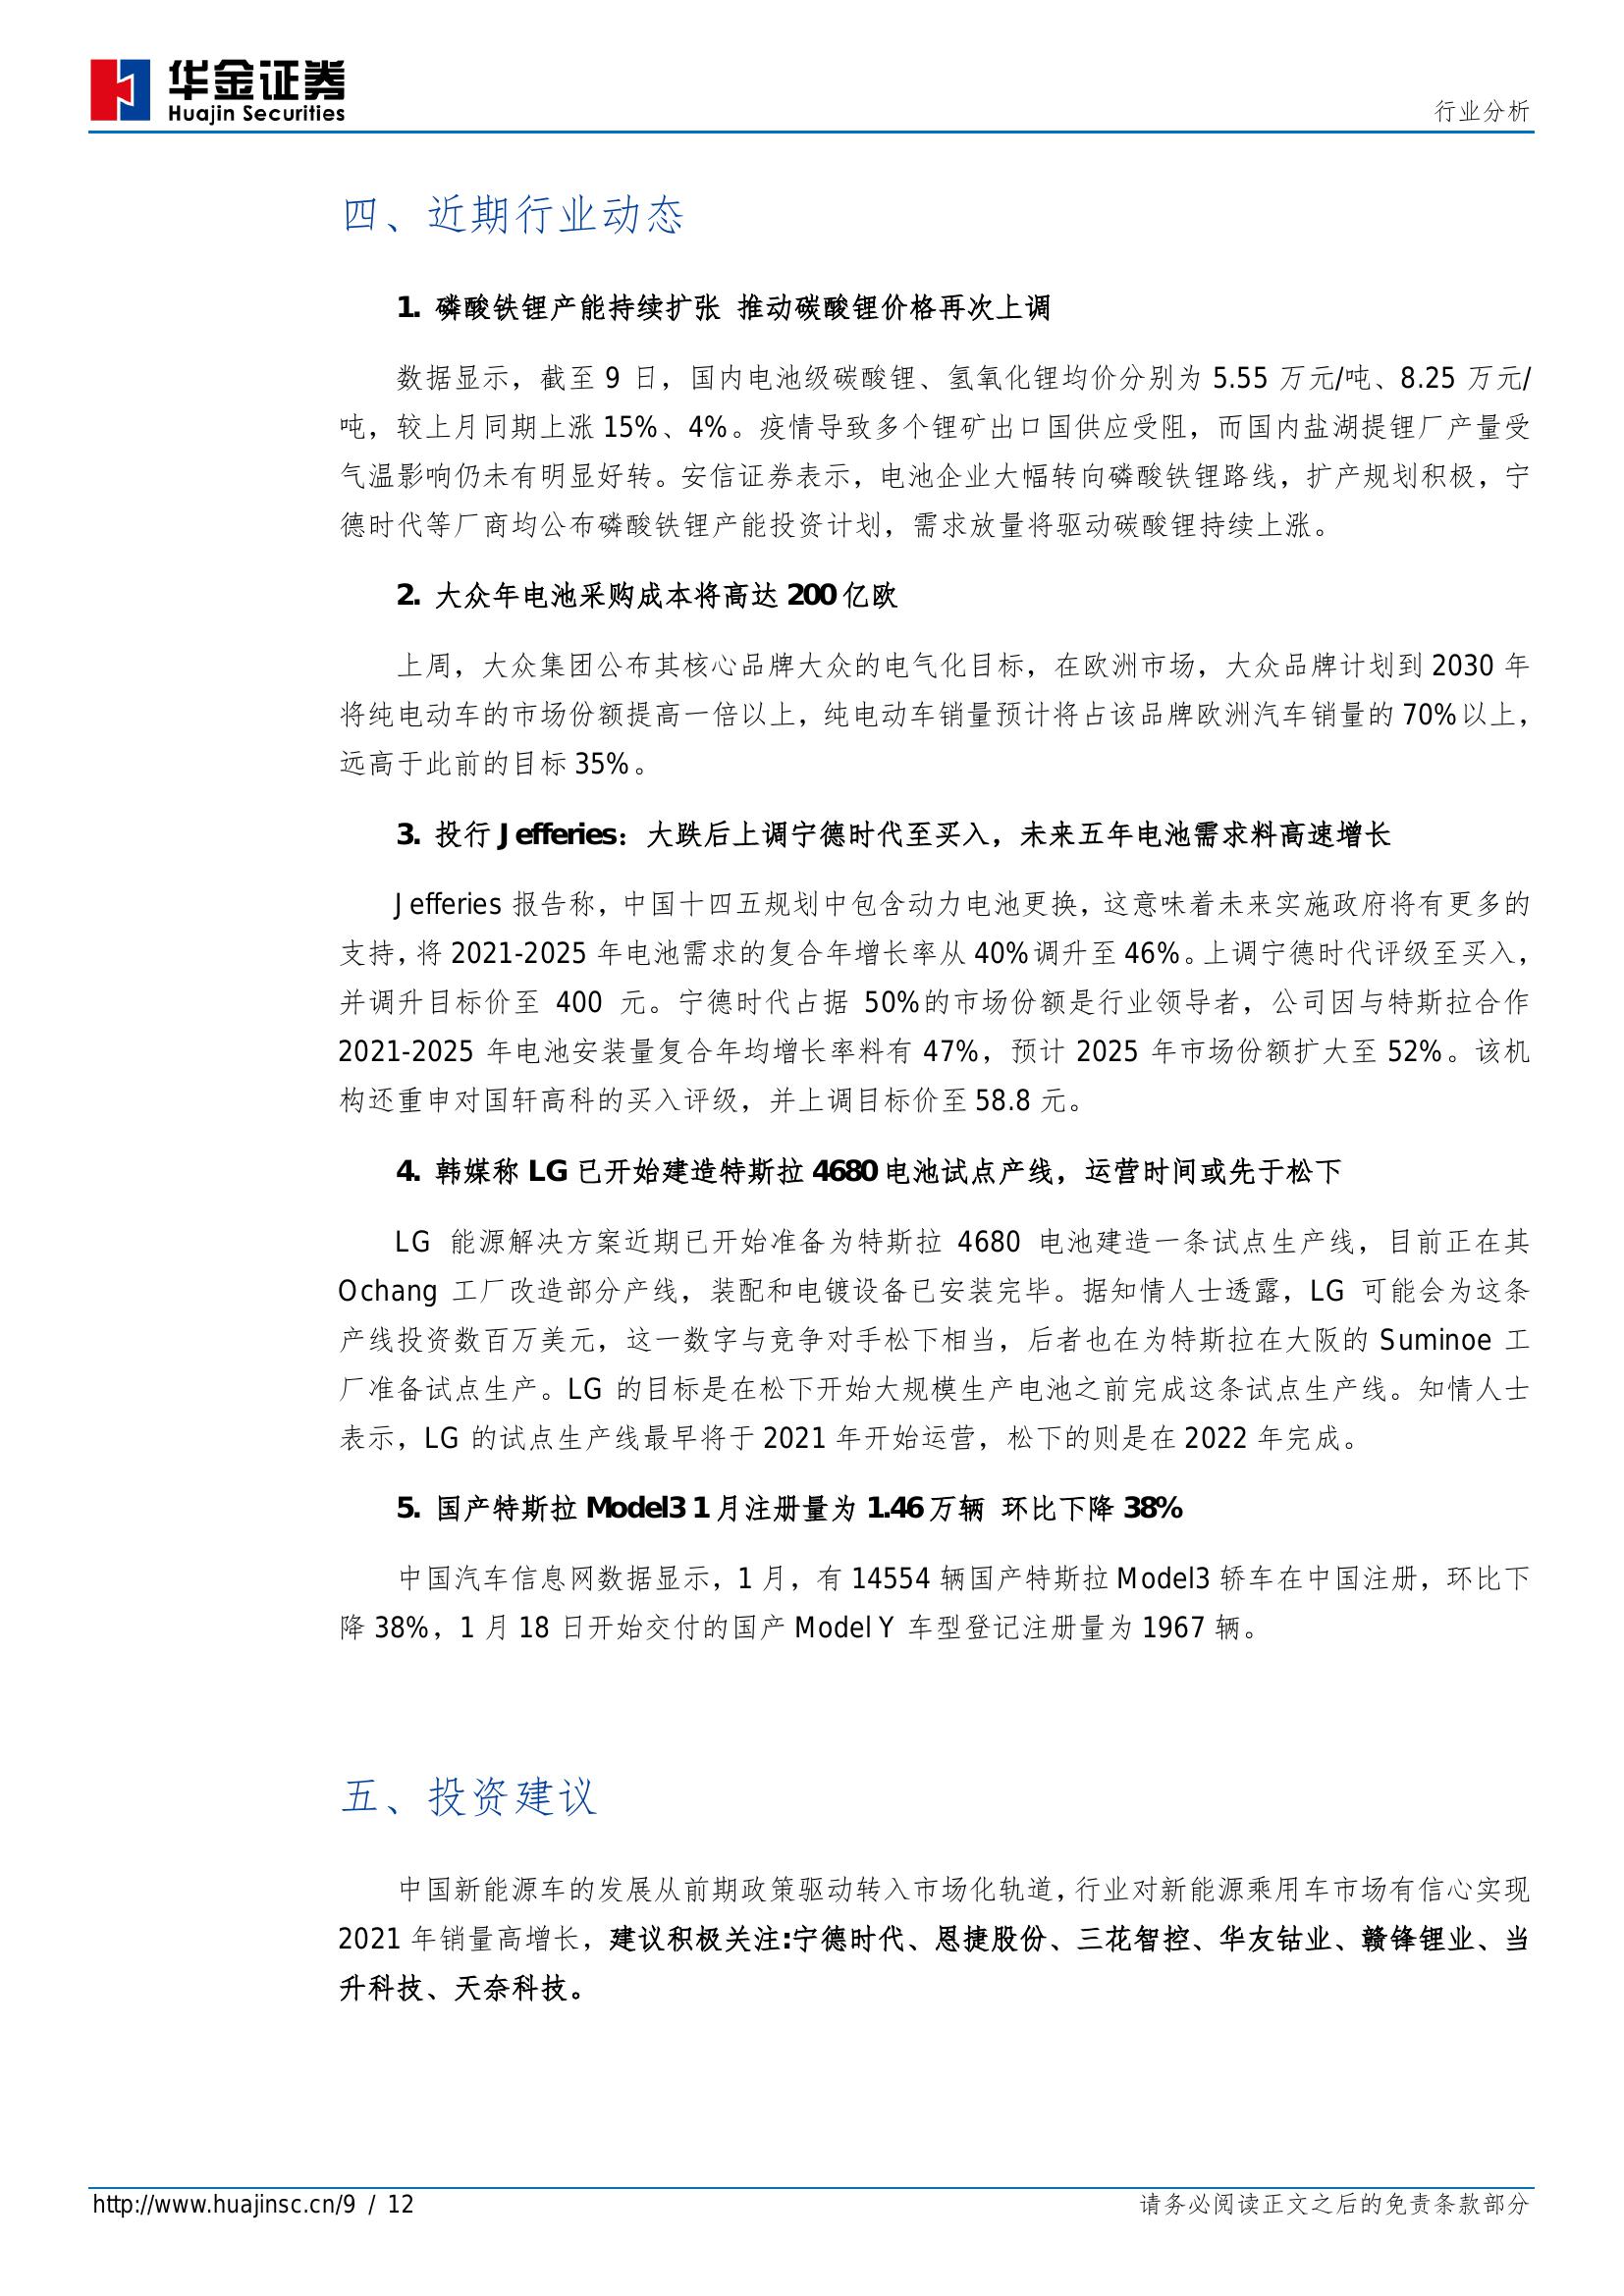 华金证券
Huajin Securities
行业分析
四、近期行业动态
1. 磷酸铁锂产能持续扩张 推动碳酸锂价格再次上调
数据显示，截至 9 日，国内电池级碳酸锂、氢氧化锂均价分别为 5.55 万元/吨、8.25 万元/
吨，较上月同期上涨 15%、4%。疫情导致多个锂矿出口国供应受阻，而国内盐湖提锂厂产量受
气温影响仍未有明显好转。安信证券表示，电池企业大幅转向磷酸铁锂路线，扩产规划积极，宁
德时代等厂商均公布磷酸铁锂产能投资计划，需求放量将驱动碳酸锂持续上涨。
2. 大众年电池采购成本将高达 200 亿欧
上周，大众集团公布其核心品牌大众的电气化目标，在欧洲市场，大众品牌计划到 2030 年
将纯电动车的市场份额提高一倍以上，纯电动车销量预计将占该品牌欧洲汽车销量的 70%以上，
远高于此前的目标 35%。
3. 投行 Jefferies：大跌后上调宁德时代至买入，未来五年电池需求料高速增长
Jefferies 报告称，中国十四五规划中包含动力电池更换，这意味着未来实施政府将有更多的
支持，将 2021-2025 年电池需求的复合年增长率从 40%调升至 46%。上调宁德时代评级至买入，
并调升目标价至 400 元。宁德时代占据 50%的市场份额是行业领导者，公司因与特斯拉合作
2021-2025 年电池安装量复合年均增长率料有 47%，预计 2025 年市场份额扩大至 52%。该机
构还重申对国轩高科的买入评级，并上调目标价至 58.8 元。
4. 韩媒称 LG 已开始建造特斯拉 4680 电池试点产线，运营时间或先于松下
LG 能源解决方案近期已开始准备为特斯拉 4680 电池建造一条试点生产线，目前正在其
Ochang 工厂改造部分产线，装配和电镀设备已安装完毕。据知情人士透露，LG 可能会为这条
产线投资数百万美元，这一数字与竞争对手松下相当，后者也在为特斯拉在大阪的 Suminoe 工
厂准备试点生产。LG 的目标是在松下开始大规模生产电池之前完成这条试点生产线。知情人士
表示，LG 的试点生产线最早将于 2021 年开始运营，松下的则是在 2022 年完成。
5. 国产特斯拉 Model3 1 月注册量为 1.46 万辆 环比下降 38%
中国汽车信息网数据显示，1 月，有 14554 辆国产特斯拉 Model3 轿车在中国注册，环比下
降 38%，1 月 18 日开始交付的国产 Model Y 车型登记注册量为 1967 辆。
五、投资建议
中国新能源车的发展从前期政策驱动转入市场化轨道，行业对新能源乘用车市场有信心实现
2021 年销量高增长，建议积极关注:宁德时代、恩捷股份、三花智控、华友钴业、赣锋锂业、当
升科技、天奈科技。
http://www.huajinsc.cn/9 / 12
请务必阅读正文之后的免责条款部分